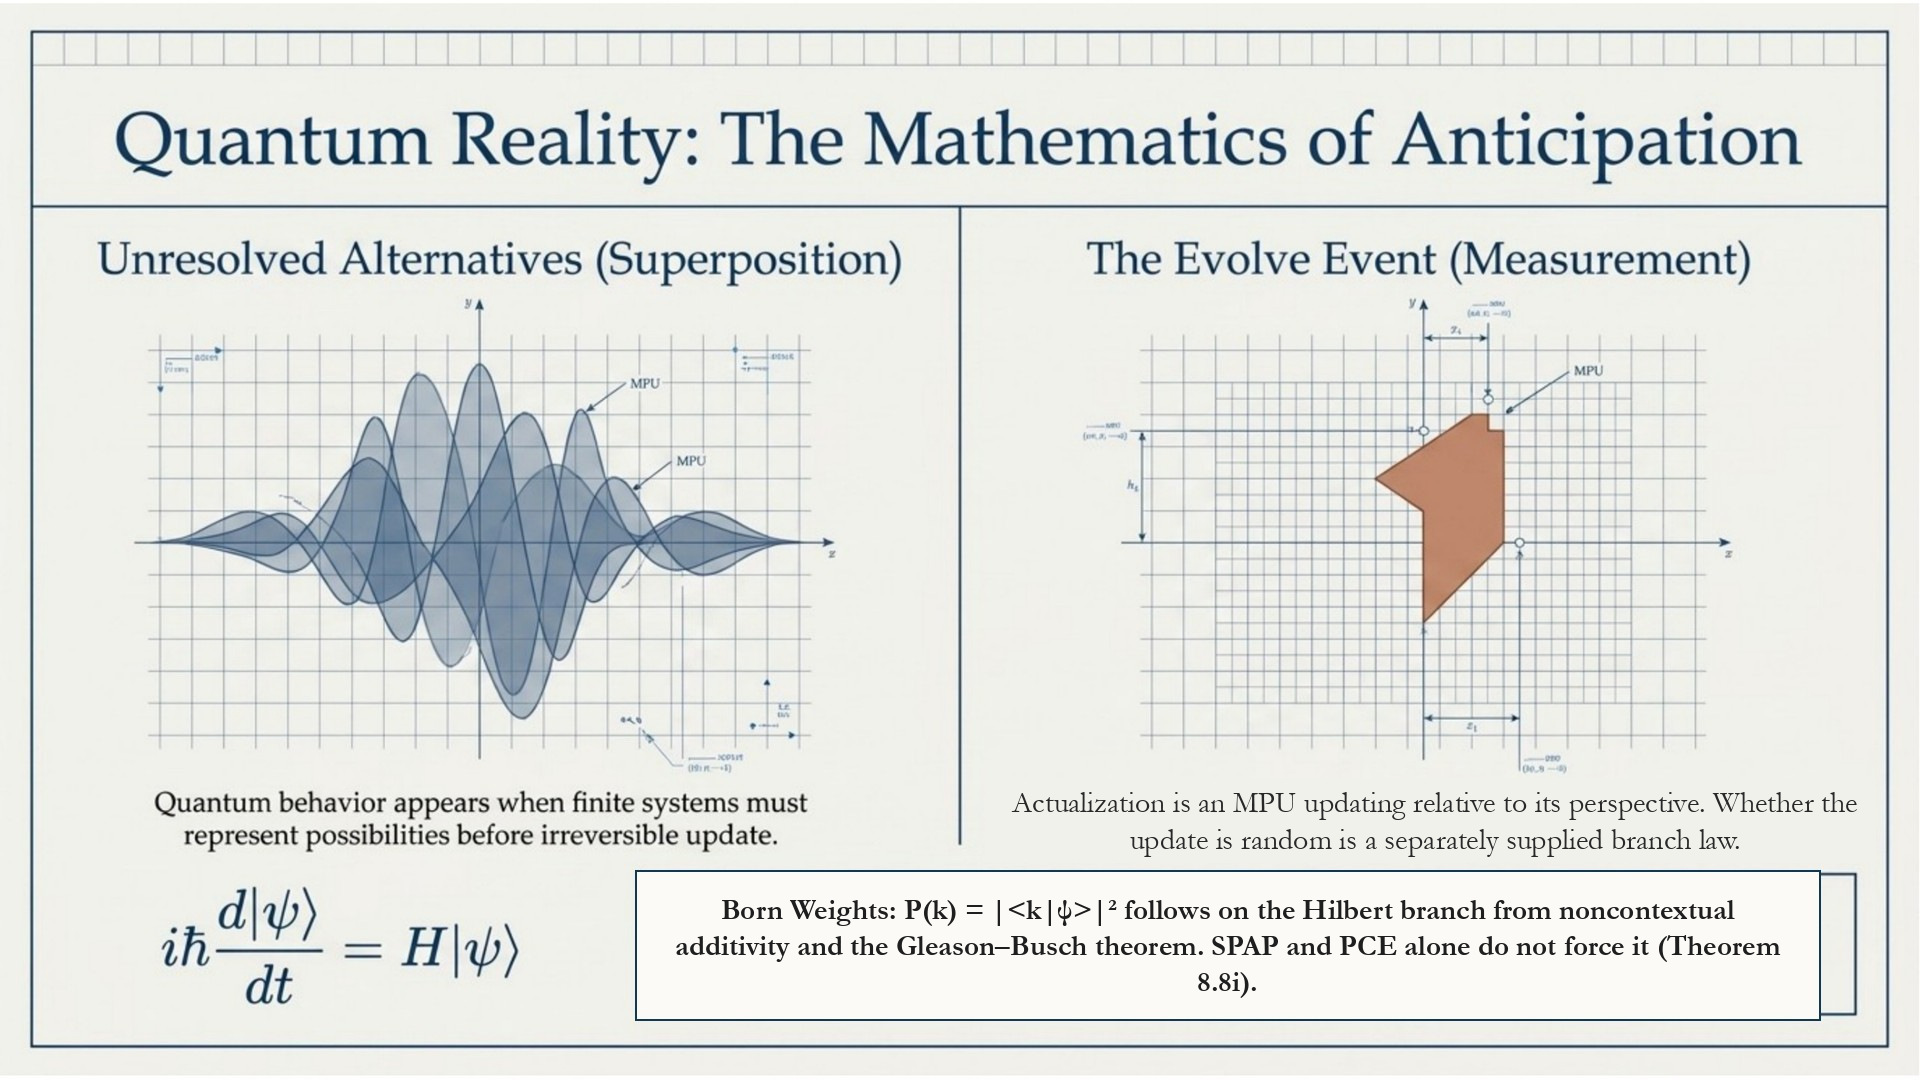 Quantum Reality: The Mathematics of Anticipation
Unresolved Alternatives (Superposition)
y
MPU
MPU
z
Quantum behavior appears when finite systems must
represent possibilities before irreversible update.
The Evolve Event (Measurement)
y
MPU
z
Actualization is an MPU updating relative to its perspective. Whether the
update is random is a separately supplied branch law.
iħ d|ψ⟩/dt = H|ψ⟩
Born Weights: P(k) = |<k|ψ>|² follows on the Hilbert branch from noncontextual
additivity and the Gleason–Busch theorem. SPAP and PCE alone do not force it (Theorem
8.8i).